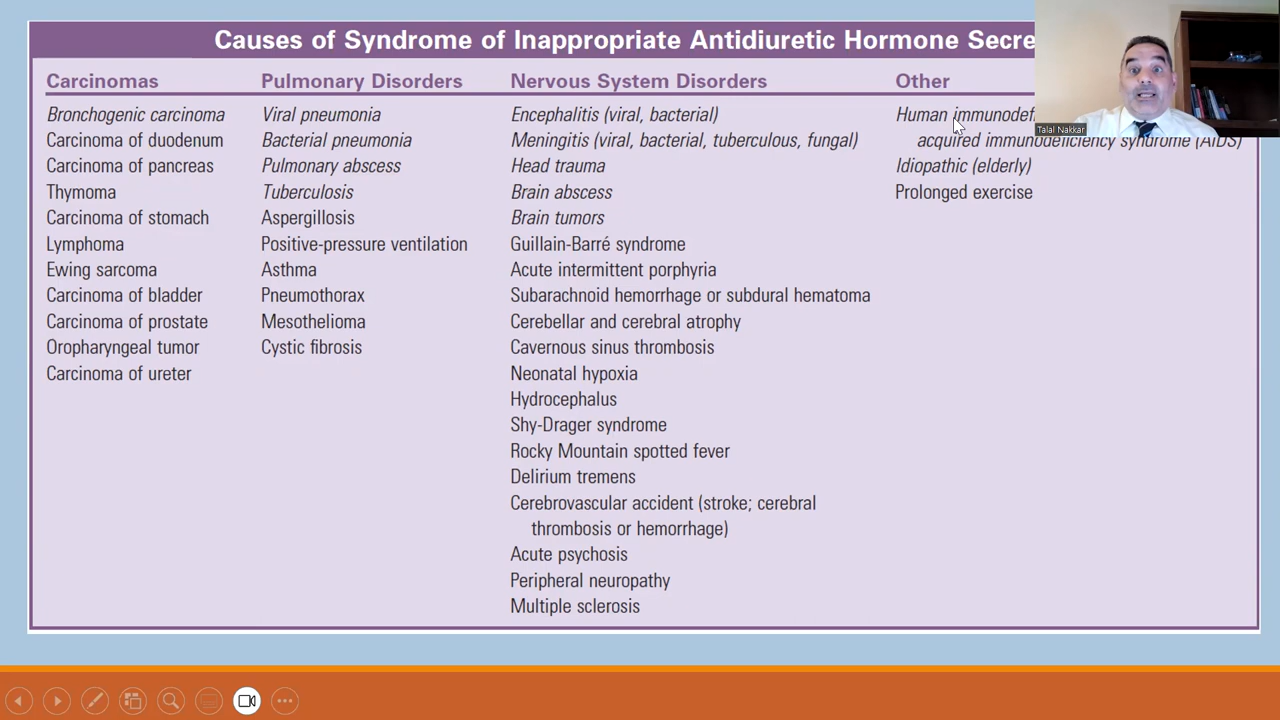 Causes of Syndrome of Inappropriate Antidiuretic Hormone
Talal Nakkar
Carcinomas
Bronchogenic carcinoma
Carcinoma of duodenum
Carcinoma of pancreas
Thymoma
Carcinoma of stomach
Lymphoma
Ewing sarcoma
Carcinoma of bladder
Carcinoma of prostate
Oropharyngeal tumor
Carcinoma of ureter
Pulmonary Disorders
Viral pneumonia
Bacterial pneumonia
Pulmonary abscess
Tuberculosis
Aspergillosis
Positive-pressure ventilation
Asthma
Pneumothorax
Mesothelioma
Cystic fibrosis
Nervous System Disorders
Encephalitis (viral, bacterial)
Meningitis (viral, bacterial, tuberculous, fungal)
Head trauma
Brain abscess
Brain tumors
Guillain-Barré syndrome
Acute intermittent porphyria
Subarachnoid hemorrhage or subdural hematoma
Cerebellar and cerebral atrophy
Cavernous sinus thrombosis
Neonatal hypoxia
Hydrocephalus
Shy-Drager syndrome
Rocky Mountain spotted fever
Delirium tremens
Cerebrovascular accident (stroke; cerebral
thrombosis or hemorrhage)
Acute psychosis
Peripheral neuropathy
Multiple sclerosis
Other
Human
acquired immunodeficiency syndrome (AIDS)
Idiopathic (elderly)
Prolonged exercise